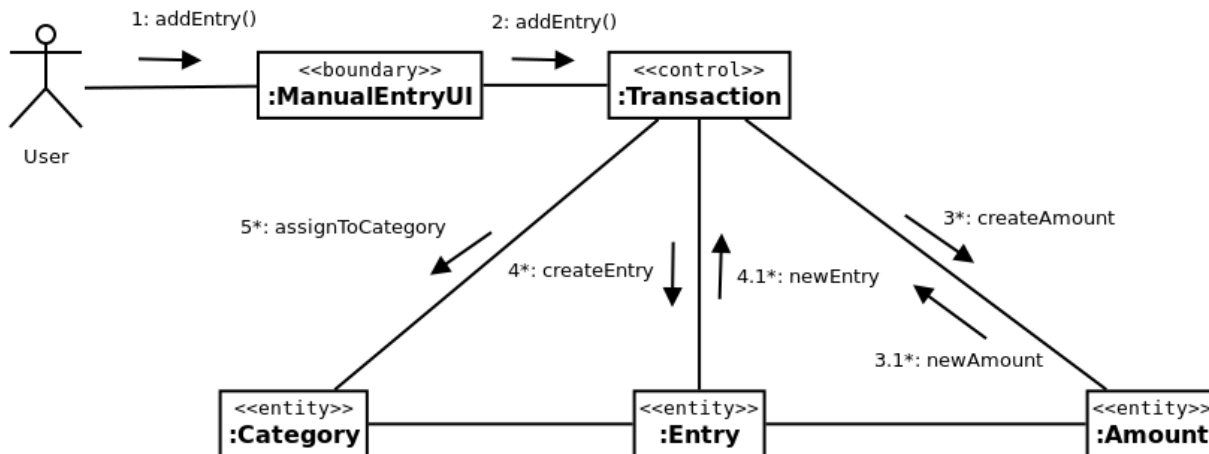 1: addEntry()
2: addEntry()
<<boundary>>
:ManualEntryUI
<<control>>
:Transaction
User
5*: assignToCategory
3*: createAmount
4*: createEntry
4.1*: newEntry
3.1*: newAmount
<<entity>>
:Category
<<entity>>
:Entry
<<entity>>
:Amount